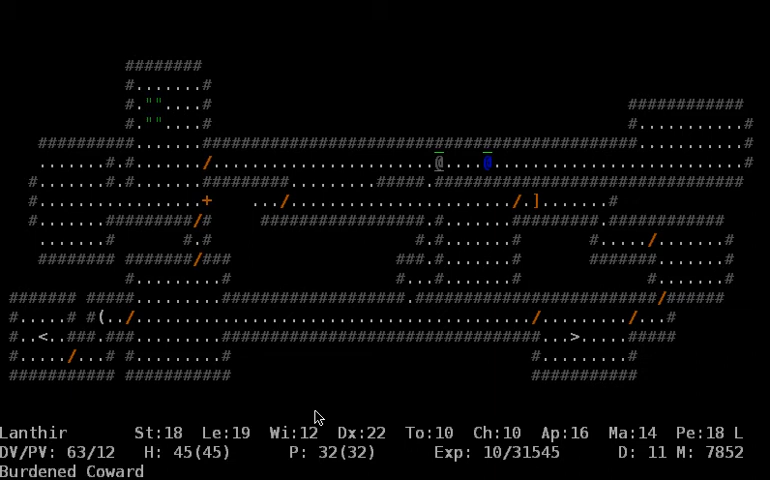 Lanthir St:18 Le:19 Wi:12 Dx:22 To:10 Ch:10 Ap:16 Ma:14 Pe:18 L
DV/PV: 63/12 H: 45(45) P: 32(32) Exp: 10/31545 D: 11 M: 7852
Burdened Coward